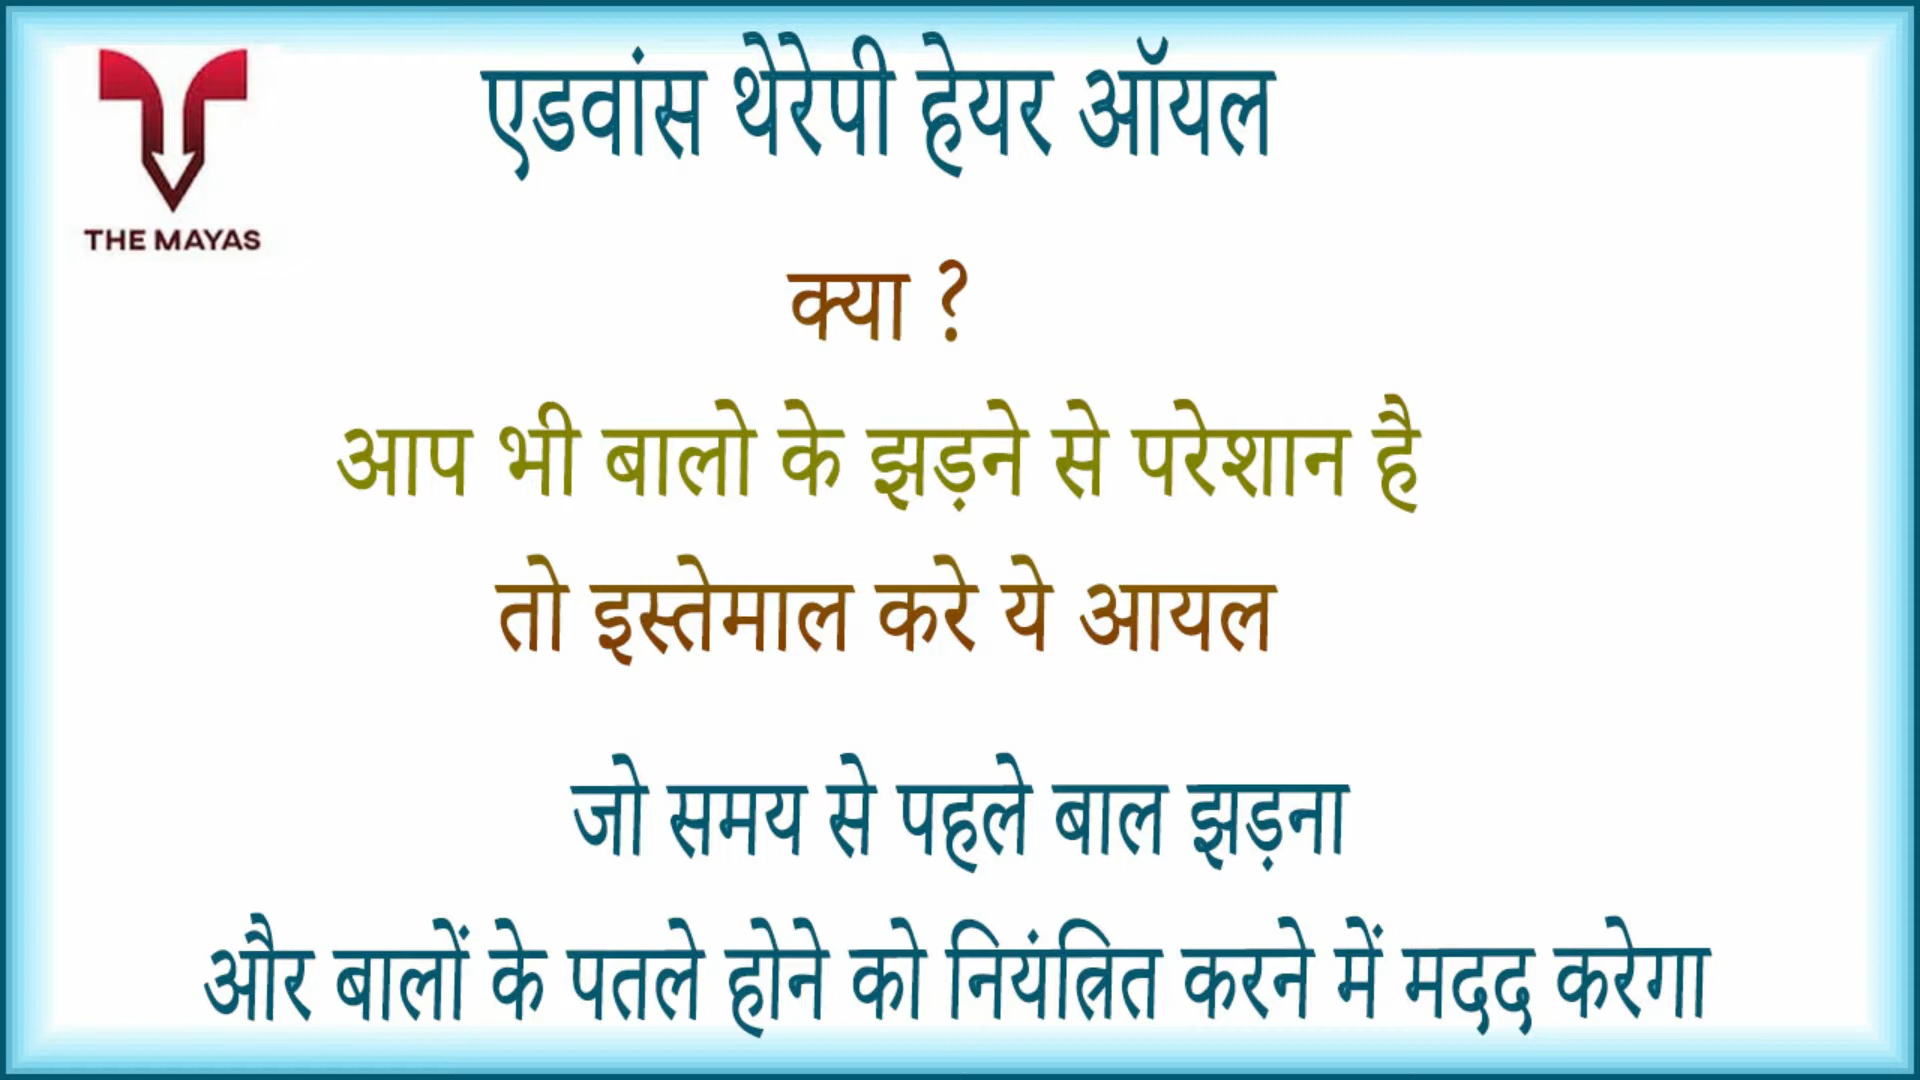 THE MAYAS
एडवांस थेरेपी हेयर ऑयल
क्या ?
आप भी बालो के झड़ने से परेशान है
तो इस्तेमाल करे ये आयल
जो समय से पहले बाल झड़ना
और बालों के पतले होने को नियंत्रित करने में मदद करेगा